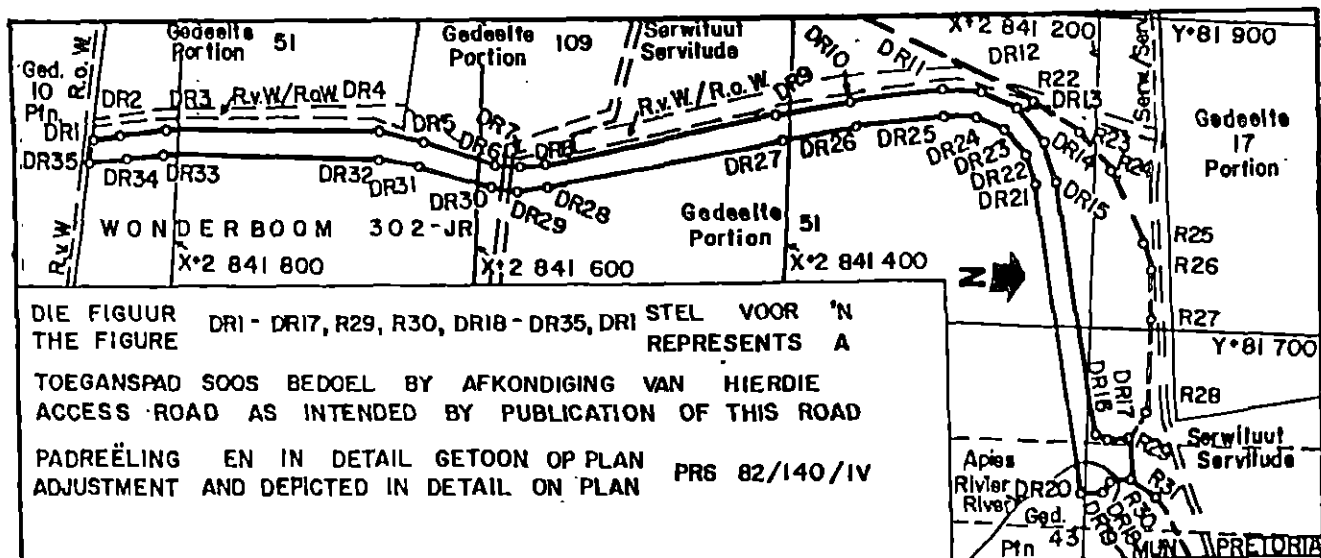 Gedeelte
Portion 51
Gedeelte
Portion 109
Serwituut
Servitude
X+2 841 200
Y+81 900
Ged.
10
Ptn.
R.o.W.
DR1
DR2
DR3
R.v.W/R.o.W.
DR4
DR5
DR6
DR7
DR8
R.v.W./R.o.W.
DR9
DR10
DR11
DR12
R22
DR13
Serw/Serv
R23
R24
DR14
DR15
Gedeelte
17
Portion
DR35
DR34
DR33
DR32
DR31
DR30
DR29
DR28
DR27
DR26
DR25
DR24
DR23
DR22
DR21
R.v.W
WONDERBOOM 302-JR
Gedeelte
Portion 51
X+2 841 800
X+2 841 600
X+2 841 400
N
R25
R26
R27
Y+81 700
R28
DR16
DR17
R29
Serwituut
Servitude
Apies
Rivier
River
DR20
DR19
DR18
R30
R31
Ged.
43
Ptn
MUN PRETORIA
DIE FIGUUR DR1 - DR17, R29, R30, DR18 - DR35, DR1 STEL VOOR 'N
THE FIGURE REPRESENTS A
TOEGANSPAD SOOS BEDOEL BY AFKONDIGING VAN HIERDIE
ACCESS ROAD AS INTENDED BY PUBLICATION OF THIS ROAD
PADREËLING EN IN DETAIL GETOON OP PLAN PRS 82/140/IV
ADJUSTMENT AND DEPICTED IN DETAIL ON PLAN